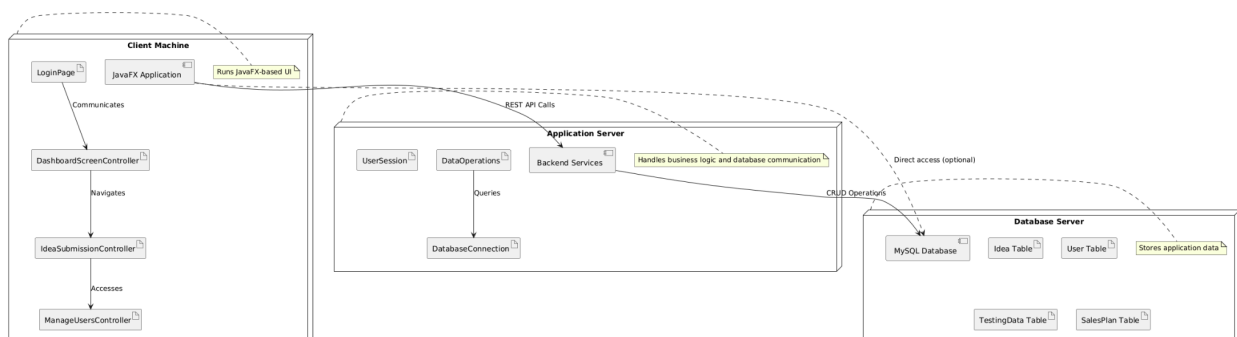 Client Machine
LoginPage
JavaFX Application
Runs JavaFX-based UI
Communicates
DashboardScreenController
Navigates
IdeaSubmissionController
Accesses
ManageUsersController
REST API Calls
Application Server
UserSession
DataOperations
Backend Services
Handles business logic and database communication
Queries
DatabaseConnection
Direct access (optional)
CRUD Operations
Database Server
MySQL Database
Idea Table
User Table
Stores application data
TestingData Table
SalesPlan Table